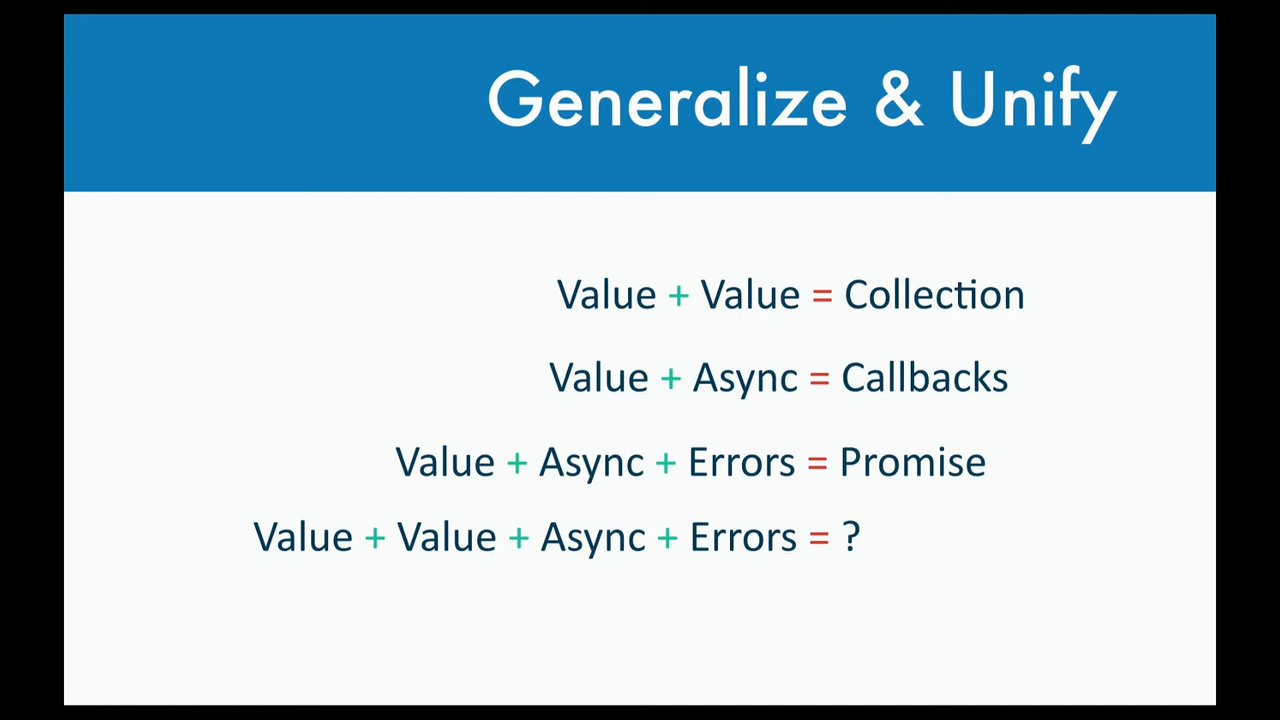 Generalize & Unify
Value + Value = Collection
Value + Async = Callbacks
Value + Async + Errors = Promise
Value + Value + Async + Errors = ?